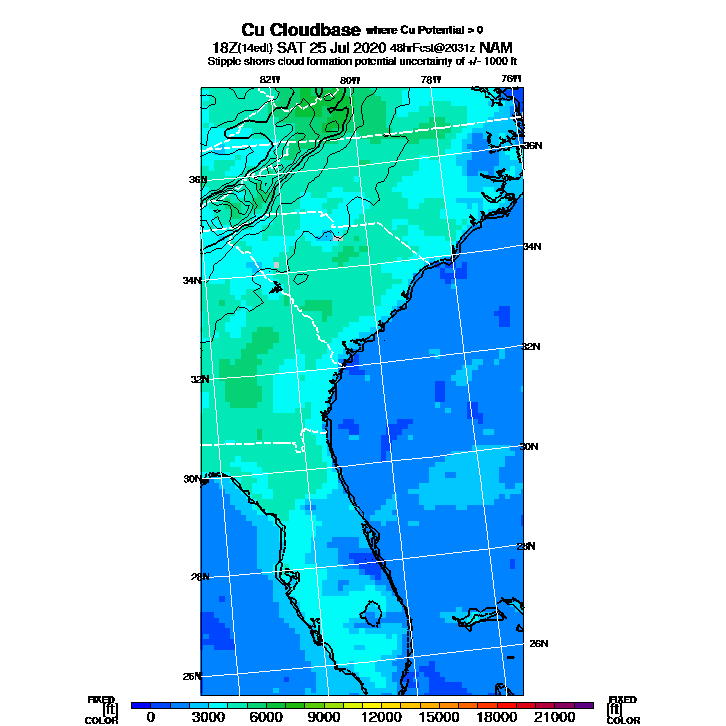 Cu Cloudbase where Cu Potential > 0
18Z(14edt) SAT 25 Jul 2020 48hrFcst@2031z NAM
Stipple shows cloud formation potential uncertainty of +/- 1000 ft
82W 80W 78W 76W
36N
36N
34N
34N
32N
32N
30N
30N
28N
28N
26N
26N
FIXED FIXED
[ft] [ft]
COLOR COLOR
0 3000 6000 9000 12000 15000 18000 21000